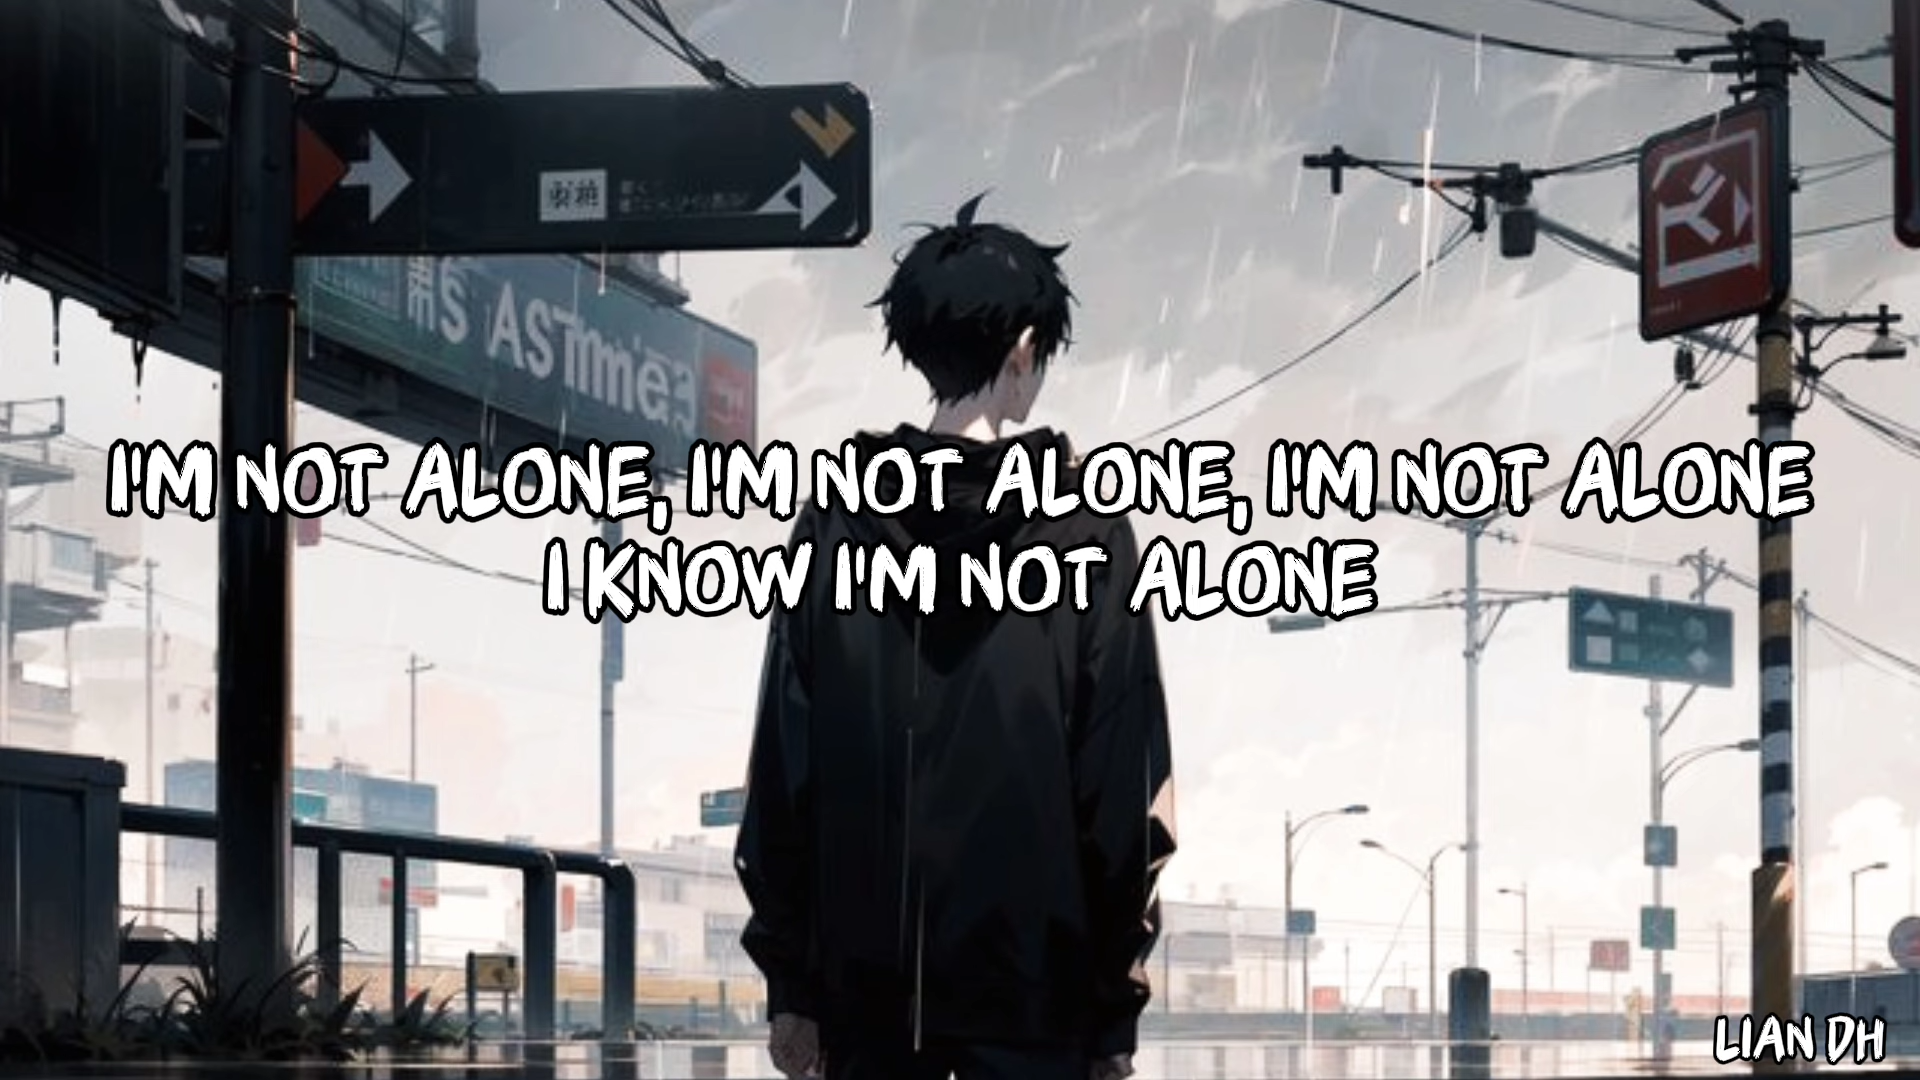 I'M NOT ALONE, I'M NOT ALONE, I'M NOT ALONE
I KNOW I'M NOT ALONE
LIAN DH